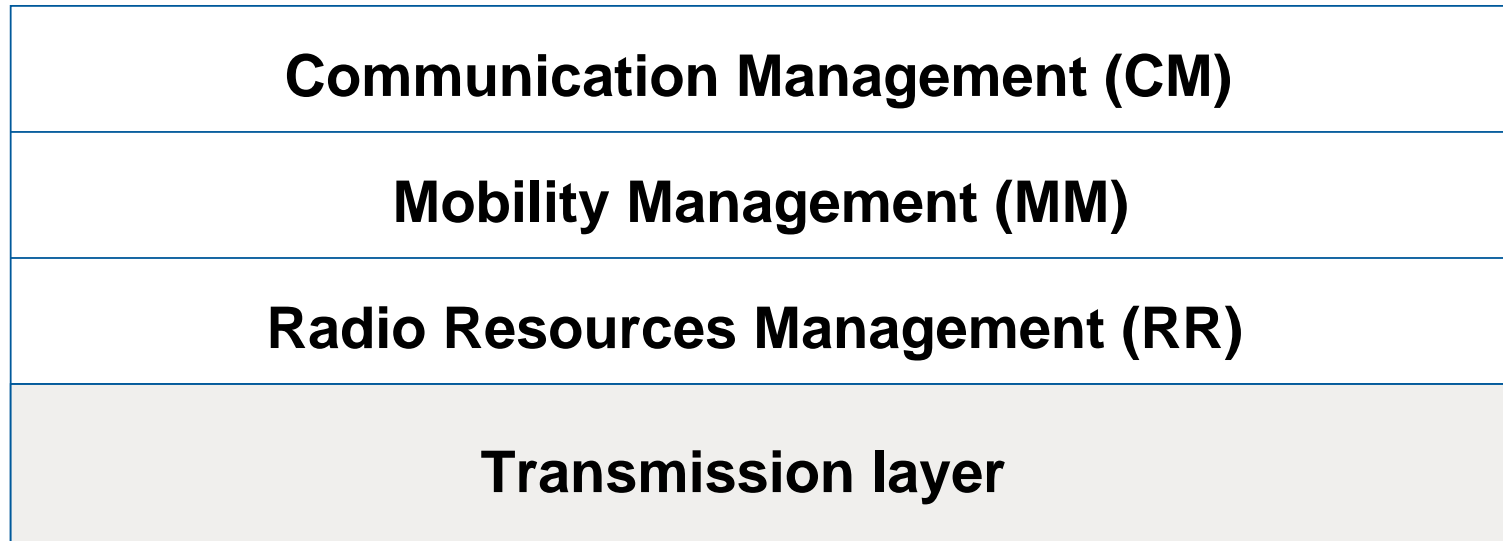 Communication Management (CM)
Mobility Management (MM)
Radio Resources Management (RR)
Transmission layer